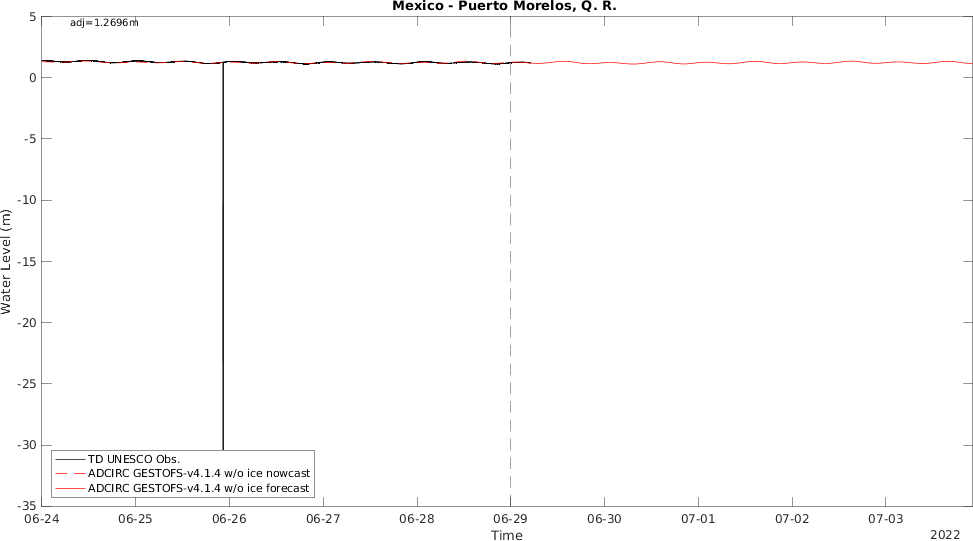 Mexico - Puerto Morelos, Q. R.
adj=1.2696m
5
0
-5
-10
-15
-20
-25
-30
-35
Water Level (m)
TD UNESCO Obs.
ADCIRC GESTOFS-v4.1.4 w/o ice nowcast
ADCIRC GESTOFS-v4.1.4 w/o ice forecast
06-24 06-25 06-26 06-27 06-28 06-29 06-30 07-01 07-02 07-03
Time
2022